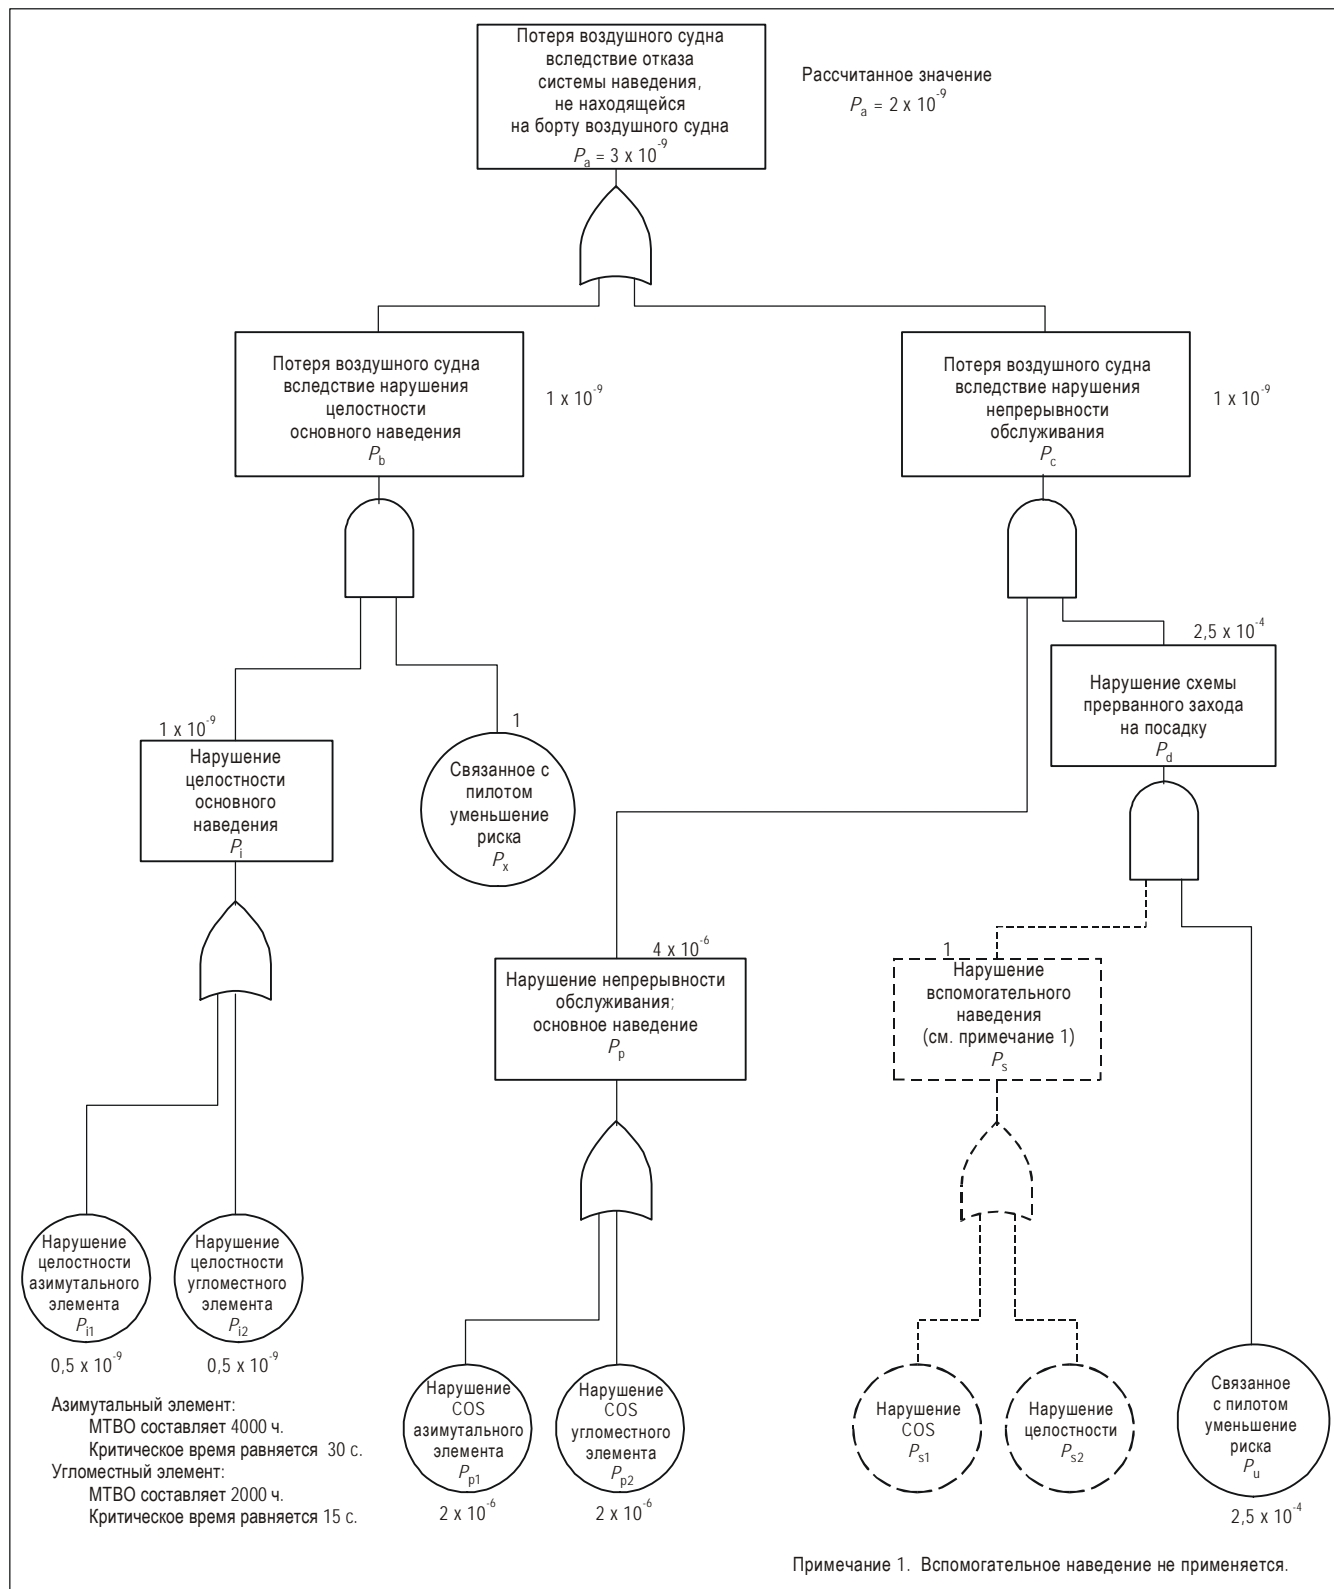 Потеря воздушного судна
вследствие отказа
системы наведения,
не находящейся
на борту воздушного судна
Pa = 3 x 10-9
Рассчитанное значение
Pa = 2 x 10-9
Потеря воздушного судна
вследствие нарушения
целостности
основного наведения
Pb
1 x 10-9
Потеря воздушного судна
вследствие нарушения
непрерывности
обслуживания
Pc
1 x 10-9
2,5 x 10-4
Нарушение схемы
прерванного захода
на посадку
Pd
1 x 10-9
Нарушение
целостности
основного
наведения
Pi
1
Связанное с
пилотом
уменьшение
риска
Px
4 x 10-6
Нарушение непрерывности
обслуживания;
основное наведение
Pp
1
Нарушение
вспомогательного
наведения
(см. примечание 1)
Ps
Нарушение
целостности
азимутального
элемента
Pi1
0,5 x 10-9
Нарушение
целостности
угломестного
элемента
Pi2
0,5 x 10-9
Азимутальный элемент:
МТВО составляет 4000 ч.
Критическое время равняется 30 с.
Угломестный элемент:
МТВО составляет 2000 ч.
Критическое время равняется 15 с.
Нарушение
COS
азимутального
элемента
Pp1
2 x 10-6
Нарушение
COS
угломестного
элемента
Pp2
2 x 10-6
Нарушение
COS
Ps1
Нарушение
целостности
Ps2
Связанное
с пилотом
уменьшение
риска
Pu
2,5 x 10-4
Примечание 1. Вспомогательное наведение не применяется.